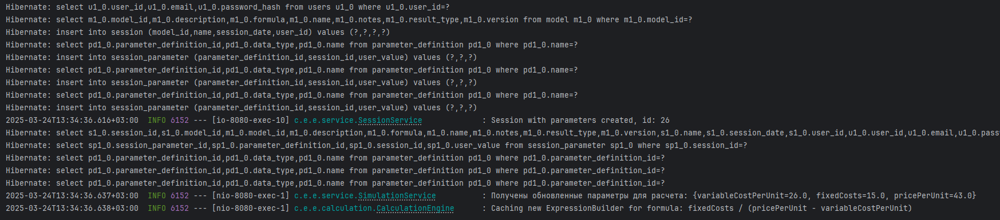 Hibernate: select u1_0.user_id,u1_0.email,u1_0.password_hash from users u1_0 where u1_0.user_id=?
Hibernate: select m1_0.model_id,m1_0.description,m1_0.formula,m1_0.name,m1_0.notes,m1_0.result_type,m1_0.version from model m1_0 where m1_0.model_id=?
Hibernate: insert into session (model_id,name,session_date,user_id) values (?,?,?,?)
Hibernate: select pd1_0.parameter_definition_id,pd1_0.data_type,pd1_0.name from parameter_definition pd1_0 where pd1_0.name=?
Hibernate: insert into session_parameter (parameter_definition_id,session_id,user_value) values (?,?,?)
Hibernate: select pd1_0.parameter_definition_id,pd1_0.data_type,pd1_0.name from parameter_definition pd1_0 where pd1_0.name=?
Hibernate: insert into session_parameter (parameter_definition_id,session_id,user_value) values (?,?,?)
Hibernate: select pd1_0.parameter_definition_id,pd1_0.data_type,pd1_0.name from parameter_definition pd1_0 where pd1_0.name=?
Hibernate: insert into session_parameter (parameter_definition_id,session_id,user_value) values (?,?,?)
2025-03-24T13:34:36.616+03:00  INFO 6152 --- [io-8080-exec-10] c.e.e.service.SessionService             : Session with parameters created, id: 26
Hibernate: select s1_0.session_id,s1_0.model_id,m1_0.model_id,m1_0.description,m1_0.formula,m1_0.name,m1_0.notes,m1_0.result_type,m1_0.version,s1_0.name,s1_0.session_date,s1_0.user_id,u1_0.user_id,u1_0.email,u1_0.pass
Hibernate: select sp1_0.session_parameter_id,sp1_0.parameter_definition_id,sp1_0.session_id,sp1_0.user_value from session_parameter sp1_0 where sp1_0.session_id=?
Hibernate: select pd1_0.parameter_definition_id,pd1_0.data_type,pd1_0.name from parameter_definition pd1_0 where pd1_0.parameter_definition_id=?
Hibernate: select pd1_0.parameter_definition_id,pd1_0.data_type,pd1_0.name from parameter_definition pd1_0 where pd1_0.parameter_definition_id=?
Hibernate: select pd1_0.parameter_definition_id,pd1_0.data_type,pd1_0.name from parameter_definition pd1_0 where pd1_0.parameter_definition_id=?
2025-03-24T13:34:36.637+03:00  INFO 6152 --- [nio-8080-exec-1] c.e.e.service.SimulationService          : Получены обновленные параметры для расчета: {variableCostPerUnit=26.0, fixedCosts=15.0, pricePerUnit=43.0}
2025-03-24T13:34:36.638+03:00  INFO 6152 --- [nio-8080-exec-1] c.e.e.calculation.CalculationEngine      : Caching new ExpressionBuilder for formula: fixedCosts / (pricePerUnit - variableCostPerUnit)